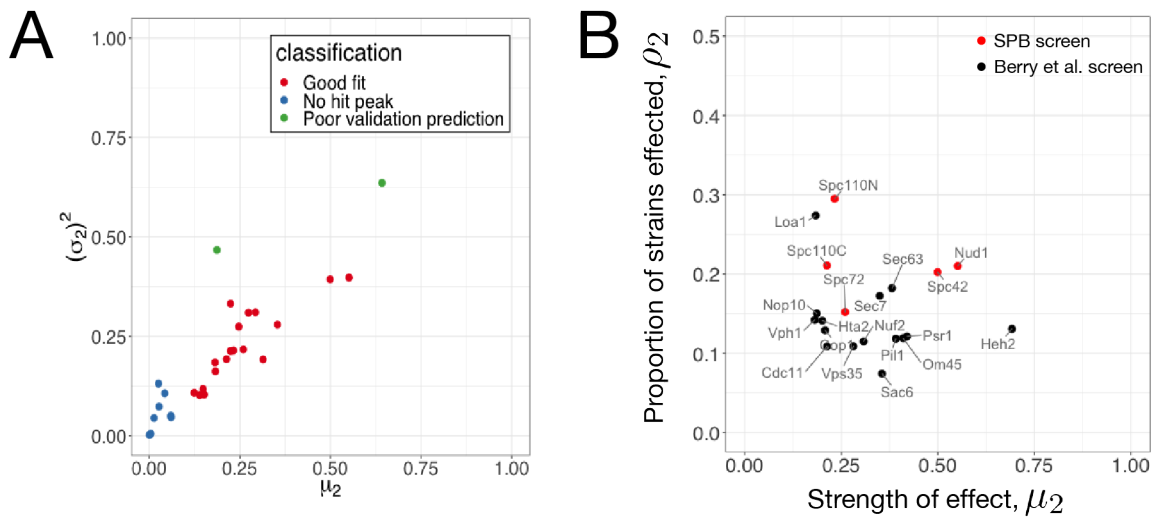 A
classification
Good fit
No hit peak
Poor validation prediction
1.00
0.75
0.50
0.25
0.00
(σ2)²
0.00 0.25 0.50 0.75 1.00
μ2
B
SPB screen
Berry et al. screen
Proportion of strains effected, ρ2
0.5
0.4
0.3
0.2
0.1
0.0
Spc110N
Loa1
Spc110C
Sec63
Nud1
Spc72
Spc42
Sec7
Nop10
Vph1
Hta2
Nuf2
Cop1
Psr1
Pil1
Heh2
Om45
Cdc11
Vps35
Sac6
0.00 0.25 0.50 0.75 1.00
Strength of effect, μ2